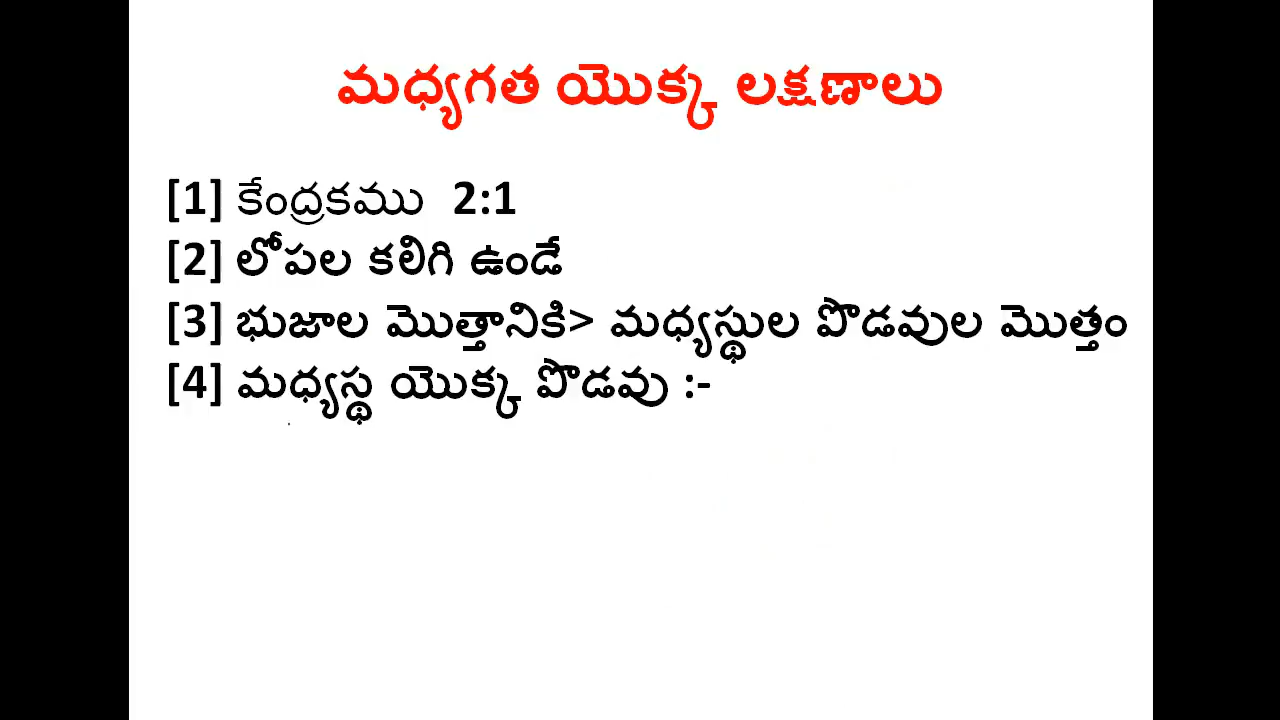 మధ్యగత యొక్క లక్షణాలు
[1] కేంద్రకము 2:1
[2] లోపల కలిగి ఉండే
[3] భుజాల మొత్తానికి> మధ్యస్థుల పొడవుల మొత్తం
[4] మధ్యస్థ యొక్క పొడవు :-